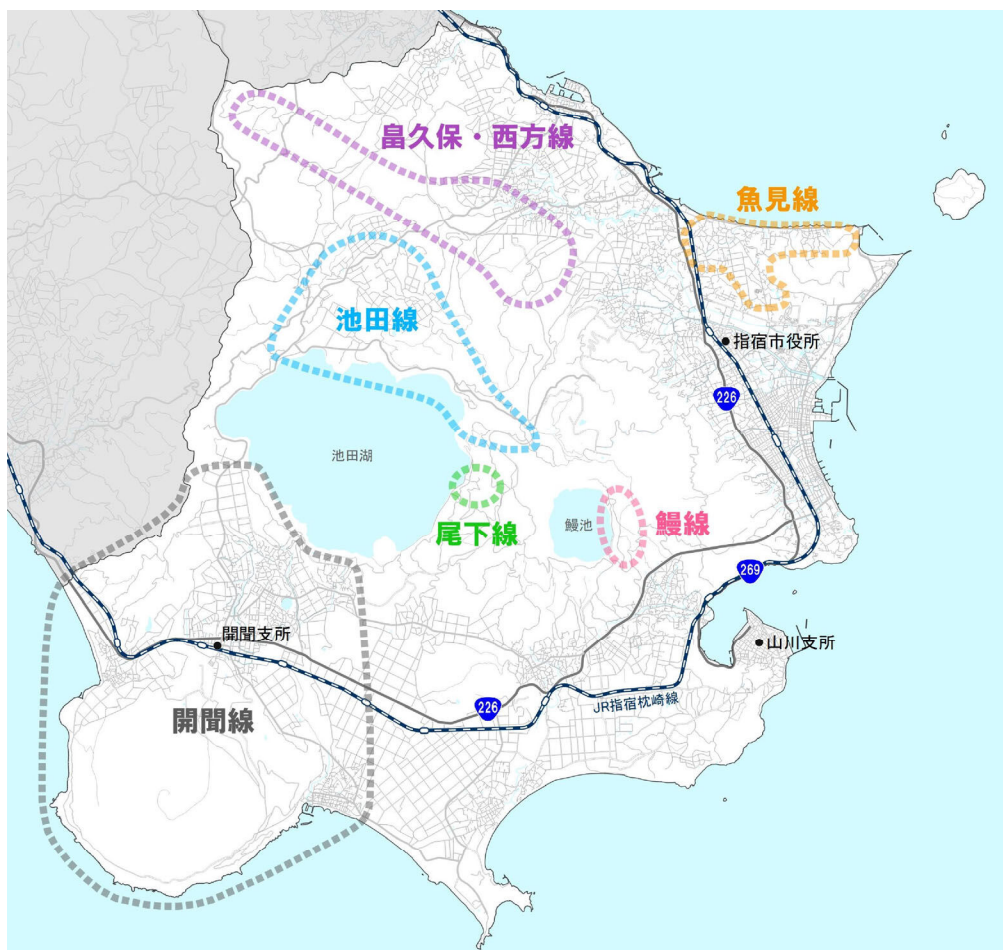 畠久保・西方線
魚見線
池田線
指宿市役所
226
池田湖
尾下線
鰻池
鰻線
269
開聞支所
山川支所
226
JR指宿枕崎線
開聞線